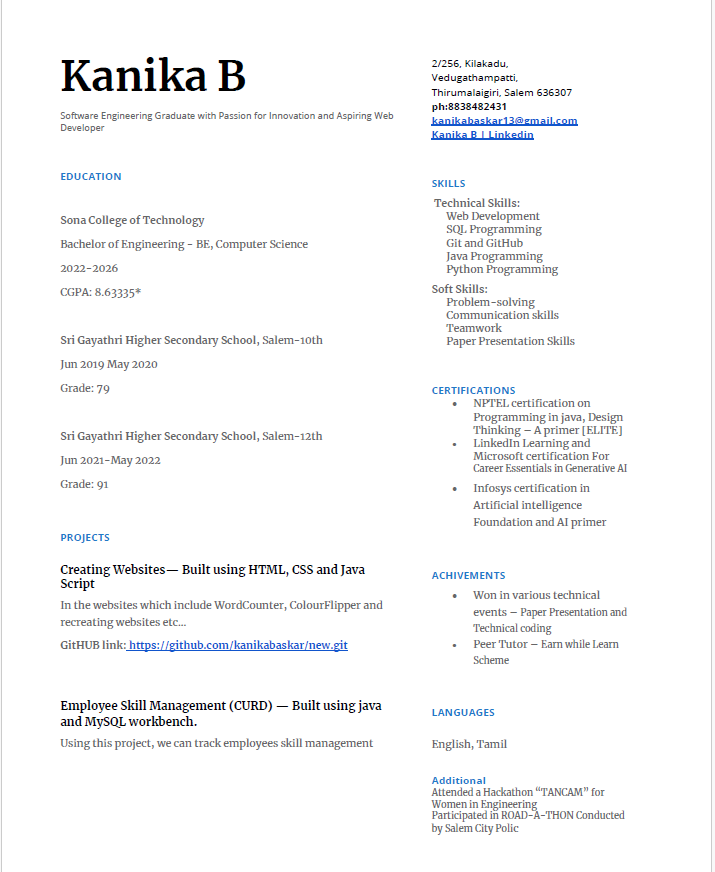 Kanika B
Software Engineering Graduate with Passion for Innovation and Aspiring Web
Developer
EDUCATION
Sona College of Technology
Bachelor of Engineering - BE, Computer Science
2022-2026
CGPA: 8.63335*
Sri Gayathri Higher Secondary School, Salem-10th
Jun 2019 May 2020
Grade: 79
Sri Gayathri Higher Secondary School, Salem-12th
Jun 2021-May 2022
Grade: 91
PROJECTS
Creating Websites— Built using HTML, CSS and Java
Script
In the websites which include WordCounter, ColourFlipper and
recreating websites etc...
GitHUB link: https://github.com/kanikabaskar/new.git
Employee Skill Management (CURD) — Built using java
and MySQL workbench.
Using this project, we can track employees skill management
2/256, Kilakadu,
Vedugathampatti,
Thirumalaigiri, Salem 636307
ph:8838482431
kanikabaskar13@gmail.com
Kanika B | Linkedin
SKILLS
Technical Skills:
Web Development
SQL Programming
Git and GitHub
Java Programming
Python Programming
Soft Skills:
Problem-solving
Communication skills
Teamwork
Paper Presentation Skills
CERTIFICATIONS
• NPTEL certification on
Programming in java, Design
Thinking – A primer [ELITE]
• LinkedIn Learning and
Microsoft certification For
Career Essentials in Generative AI
• Infosys certification in
Artificial intelligence
Foundation and AI primer
ACHIVEMENTS
• Won in various technical
events – Paper Presentation and
Technical coding
• Peer Tutor – Earn while Learn
Scheme
LANGUAGES
English, Tamil
Additional
Attended a Hackathon “TANCAM” for
Women in Engineering
Participated in ROAD-A-THON Conducted
by Salem City Polic